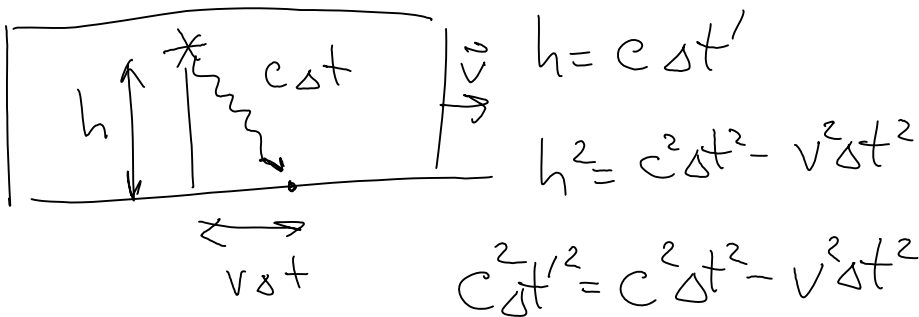 h
cΔt
v
vΔt
h = cΔt'
h² = c²Δt² - v²Δt²
c²Δt'² = c²Δt² - v²Δt²